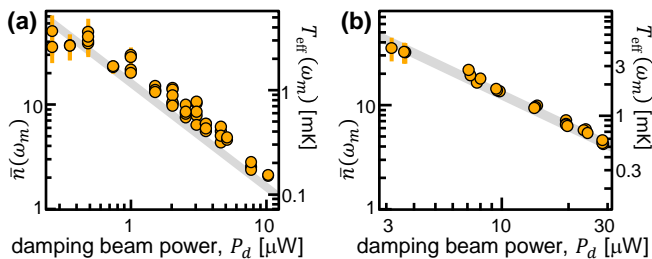 (a)
n̄(ω_m)
10
1
1
10
damping beam power, P_d [μW]
1
0.1
T_eff(ω_m) [mK]
(b)
n̄(ω_m)
10
1
3
10
30
damping beam power, P_d [μW]
3
1
0.3
T_eff(ω_m) [mK]